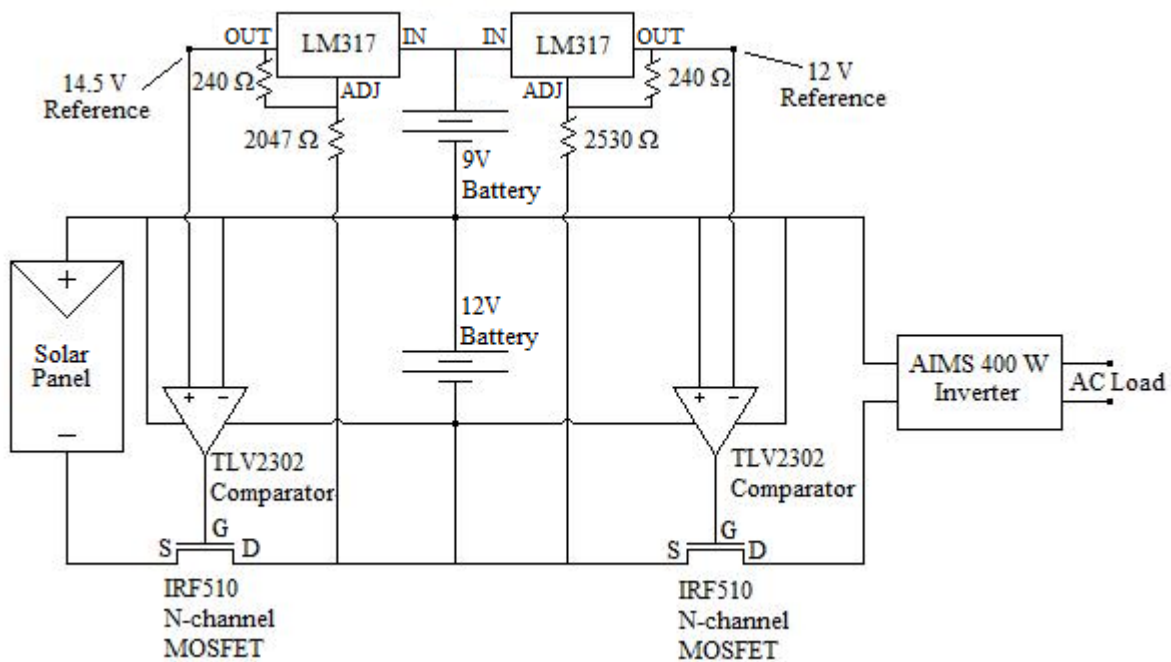 OUT
LM317
IN
IN
LM317
OUT
14.5 V
Reference
240 Ω
ADJ
ADJ
240 Ω
12 V
Reference
2047 Ω
2530 Ω
9V
Battery
+
Solar
Panel
−
12V
Battery
+ −
+ −
AIMS 400 W
Inverter
AC Load
TLV2302
Comparator
TLV2302
Comparator
G
S D
G
S D
IRF510
N-channel
MOSFET
IRF510
N-channel
MOSFET